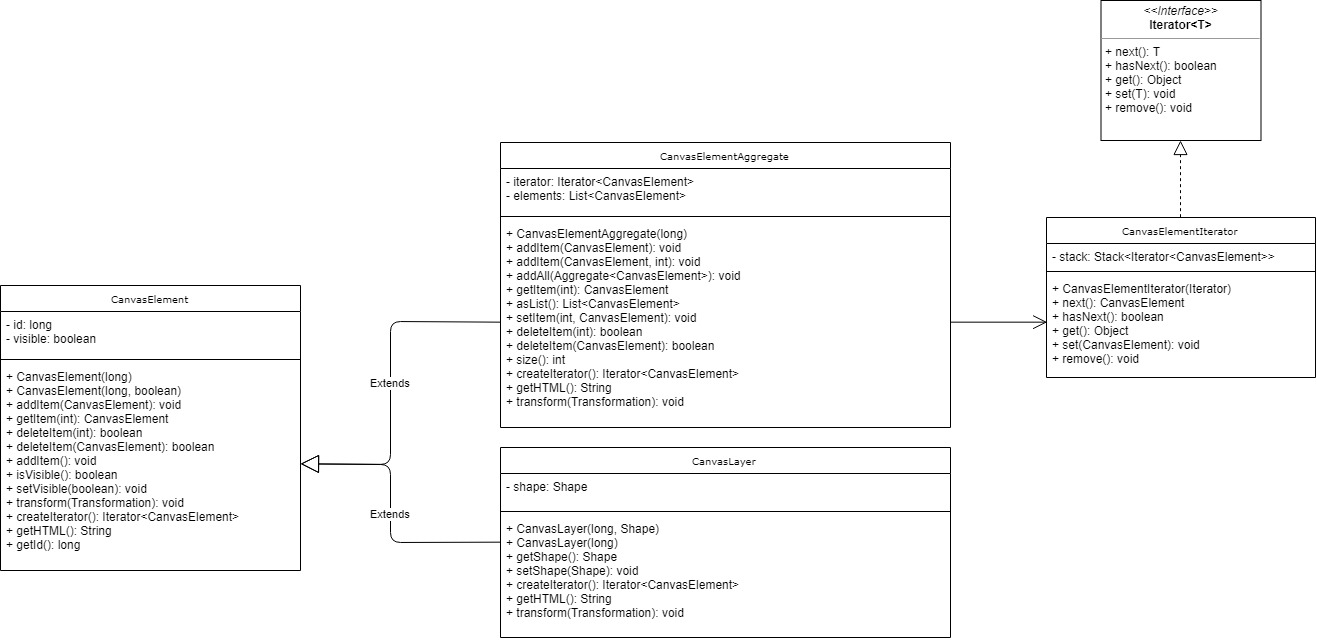 <<Interface>>
Iterator<T>
+ next(): T
+ hasNext(): boolean
+ get(): Object
+ set(T): void
+ remove(): void
CanvasElementAggregate
- iterator: Iterator<CanvasElement>
- elements: List<CanvasElement>
+ CanvasElementAggregate(long)
+ addItem(CanvasElement): void
+ addItem(CanvasElement, int): void
+ addAll(Aggregate<CanvasElement>): void
+ getItem(int): CanvasElement
+ asList(): List<CanvasElement>
+ setItem(int, CanvasElement): void
+ deleteItem(int): boolean
+ deleteItem(CanvasElement): boolean
+ size(): int
+ createIterator(): Iterator<CanvasElement>
+ getHTML(): String
+ transform(Transformation): void
CanvasElementIterator
- stack: Stack<Iterator<CanvasElement>>
+ CanvasElementIterator(Iterator)
+ next(): CanvasElement
+ hasNext(): boolean
+ get(): Object
+ set(CanvasElement): void
+ remove(): void
CanvasElement
- id: long
- visible: boolean
+ CanvasElement(long)
+ CanvasElement(long, boolean)
+ addItem(CanvasElement): void
+ getItem(int): CanvasElement
+ deleteItem(int): boolean
+ deleteItem(CanvasElement): boolean
+ addItem(): void
+ isVisible(): boolean
+ setVisible(boolean): void
+ transform(Transformation): void
+ createIterator(): Iterator<CanvasElement>
+ getHTML(): String
+ getId(): long
Extends
Extends
CanvasLayer
- shape: Shape
+ CanvasLayer(long, Shape)
+ CanvasLayer(long)
+ getShape(): Shape
+ setShape(Shape): void
+ createIterator(): Iterator<CanvasElement>
+ getHTML(): String
+ transform(Transformation): void